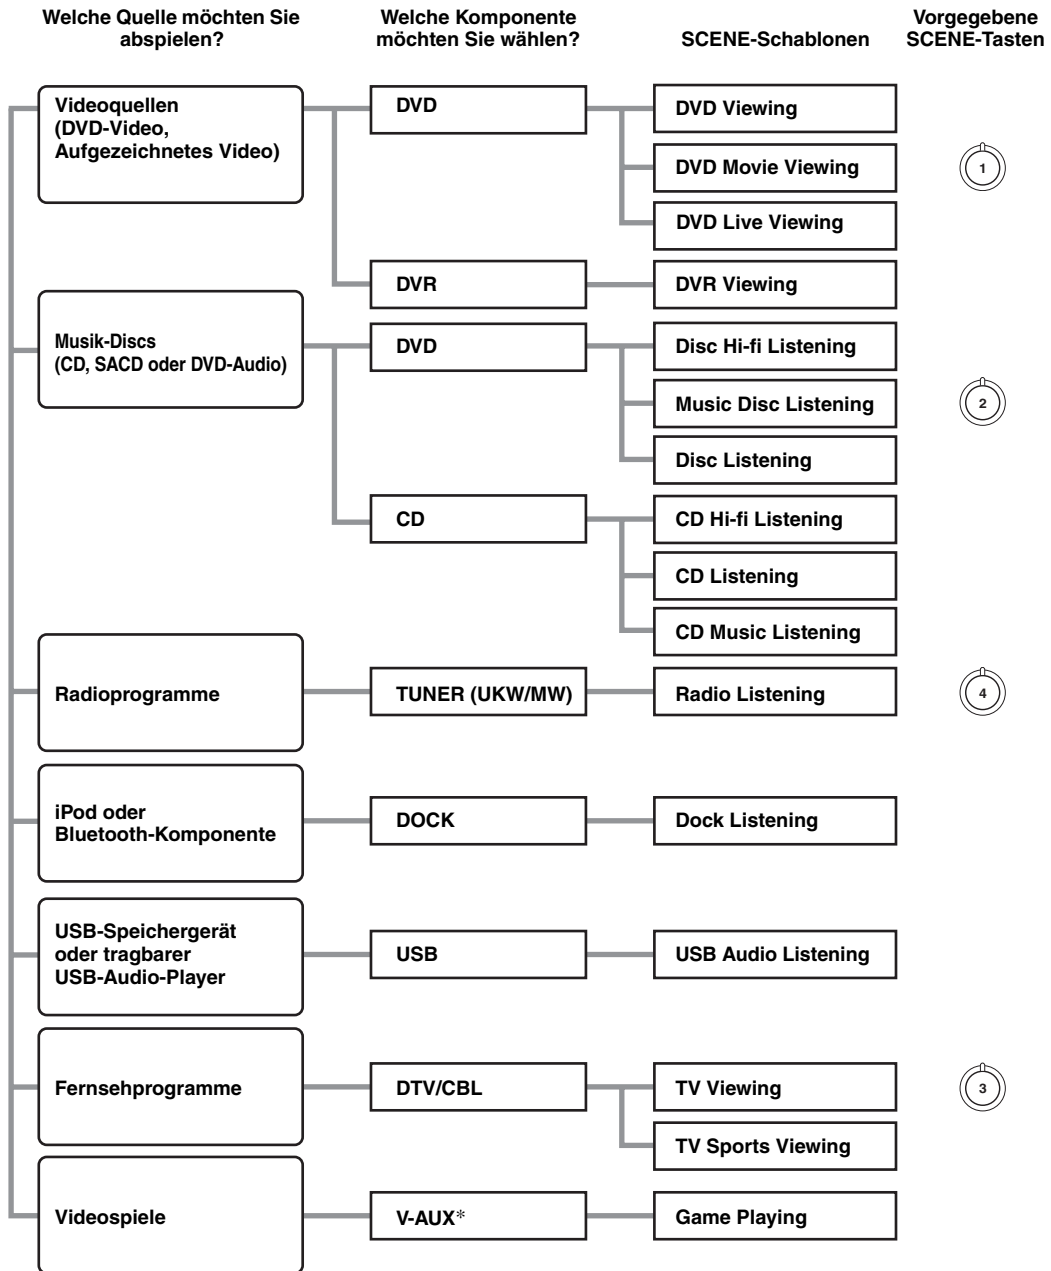 Welche Quelle möchten Sie
abspielen?
Welche Komponente
möchten Sie wählen?
SCENE-Schablonen
Vorgegebene
SCENE-Tasten
Videoquellen
(DVD-Video,
Aufgezeichnetes Video)
DVD
DVD Viewing
DVD Movie Viewing
1
DVD Live Viewing
DVR
DVR Viewing
Musik-Discs
(CD, SACD oder DVD-Audio)
DVD
Disc Hi-fi Listening
Music Disc Listening
2
Disc Listening
CD
CD Hi-fi Listening
CD Listening
CD Music Listening
Radioprogramme
TUNER (UKW/MW)
Radio Listening
4
iPod oder
Bluetooth-Komponente
DOCK
Dock Listening
USB-Speichergerät
oder tragbarer
USB-Audio-Player
USB
USB Audio Listening
Fernsehprogramme
DTV/CBL
TV Viewing
3
TV Sports Viewing
Videospiele
V-AUX*
Game Playing